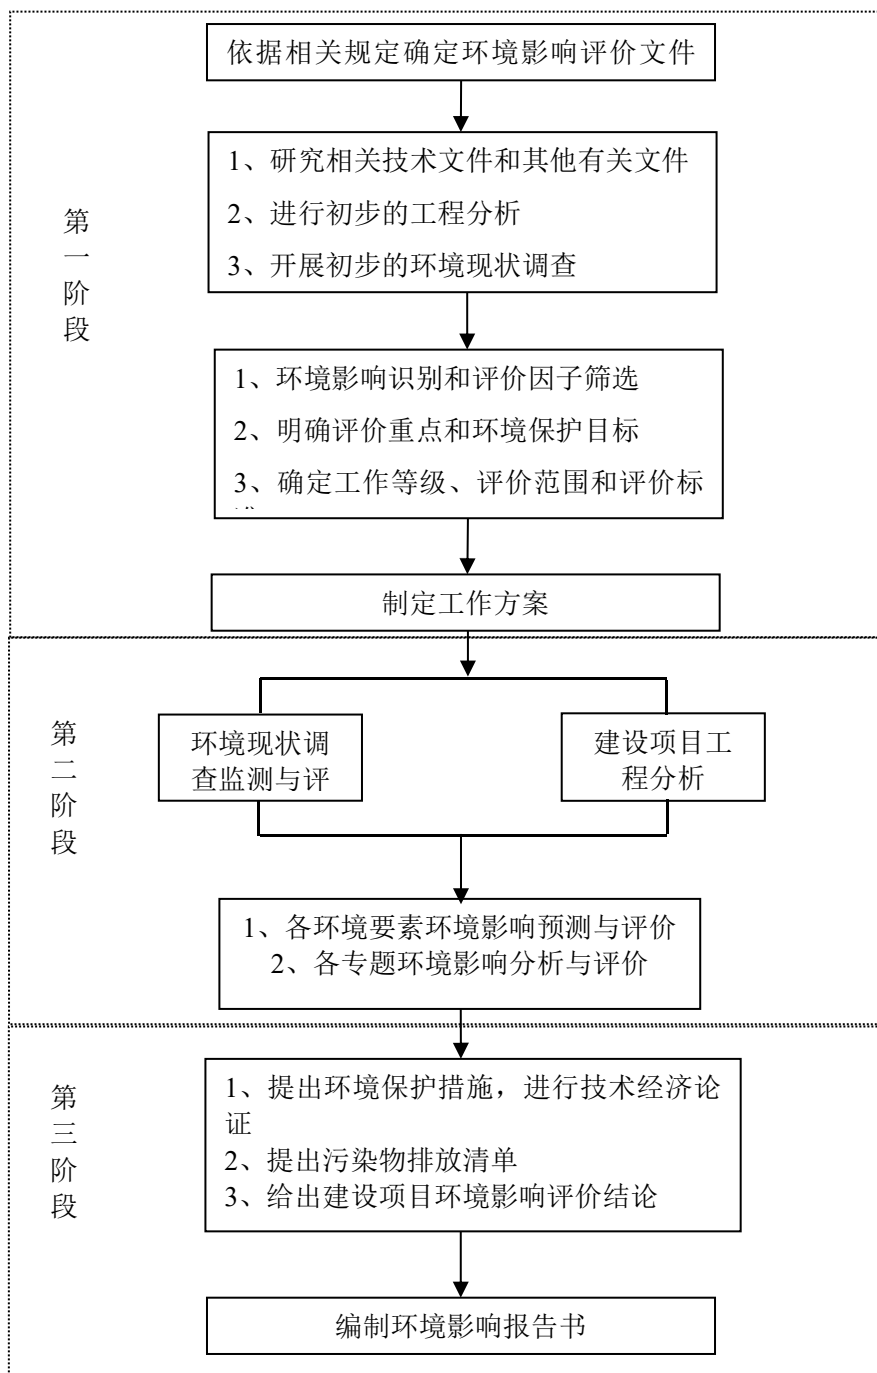 依据相关规定确定环境影响评价文件
1、研究相关技术文件和其他有关文件
2、进行初步的工程分析
3、开展初步的环境现状调查
第
一
阶
段
1、环境影响识别和评价因子筛选
2、明确评价重点和环境保护目标
3、确定工作等级、评价范围和评价标
制定工作方案
第
二
阶
段
环境现状调
查监测与评
建设项目工
程分析
1、各环境要素环境影响预测与评价
2、各专题环境影响分析与评价
第
三
阶
段
1、提出环境保护措施，进行技术经济论
证
2、提出污染物排放清单
3、给出建设项目环境影响评价结论
编制环境影响报告书